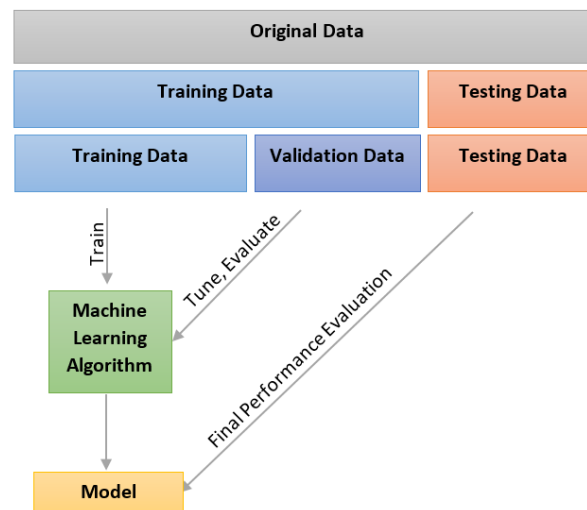 Original Data
Training Data
Testing Data
Training Data
Validation Data
Testing Data
Train
Tune, Evaluate
Final Performance Evaluation
Machine
Learning
Algorithm
Model